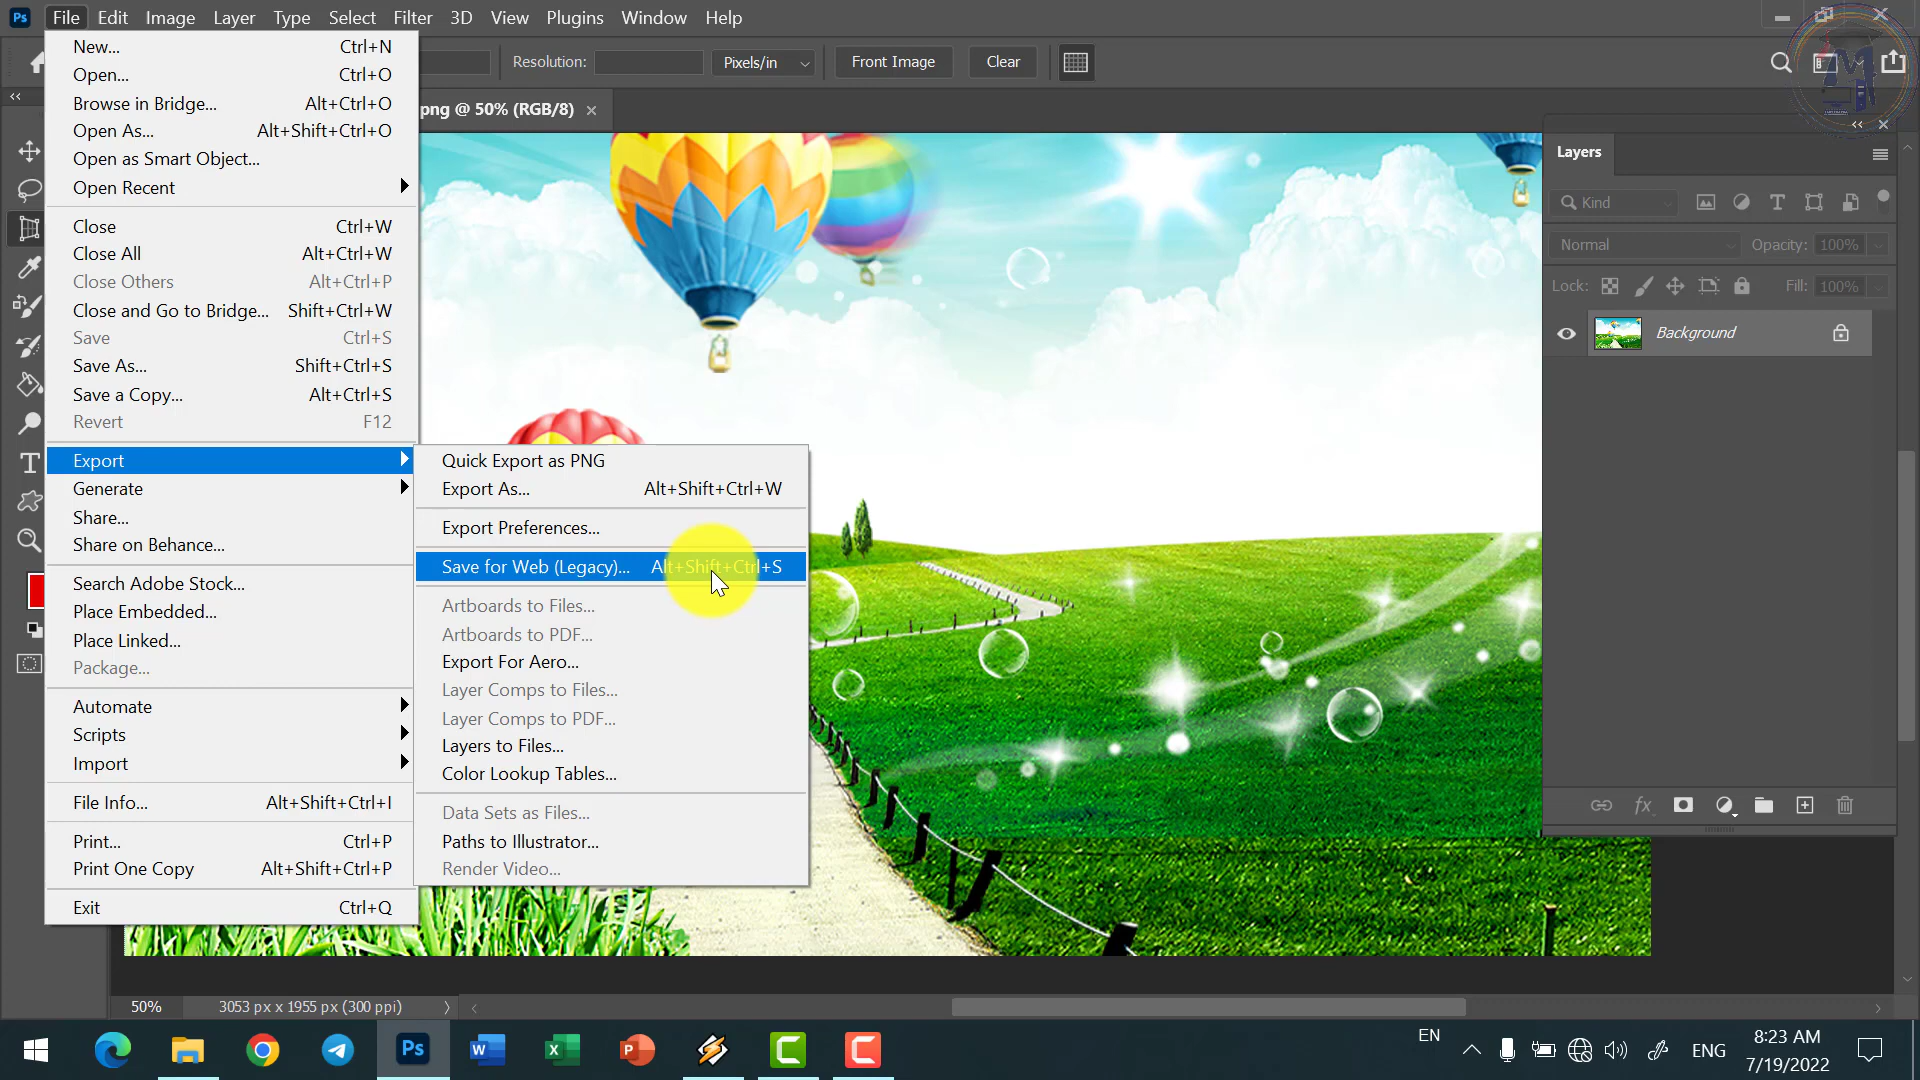 Ps File Edit Image Layer Type Select Filter 3D View Plugins Window Help
Resolution: Pixels/in Front Image Clear
png @ 50% (RGB/8)
New... Ctrl+N
Open... Ctrl+O
Browse in Bridge... Alt+Ctrl+O
Open As... Alt+Shift+Ctrl+O
Open as Smart Object...
Open Recent
Close Ctrl+W
Close All Alt+Ctrl+W
Close Others Alt+Ctrl+P
Close and Go to Bridge... Shift+Ctrl+W
Save Ctrl+S
Save As... Shift+Ctrl+S
Save a Copy... Alt+Ctrl+S
Revert F12
Export
Generate
Share...
Share on Behance...
Search Adobe Stock...
Place Embedded...
Place Linked...
Package...
Automate
Scripts
Import
File Info... Alt+Shift+Ctrl+I
Print... Ctrl+P
Print One Copy Alt+Shift+Ctrl+P
Exit Ctrl+Q
Quick Export as PNG
Export As... Alt+Shift+Ctrl+W
Export Preferences...
Save for Web (Legacy)... Alt+Shift+Ctrl+S
Artboards to Files...
Artboards to PDF...
Export For Aero...
Layer Comps to Files...
Layer Comps to PDF...
Layers to Files...
Color Lookup Tables...
Data Sets as Files...
Paths to Illustrator...
Render Video...
Layers
Kind
Normal Opacity: 100%
Lock: Fill: 100%
Background
fx
50% 3053 px x 1955 px (300 ppi)
EN
Ps W X P C C ENG
8:23 AM
7/19/2022